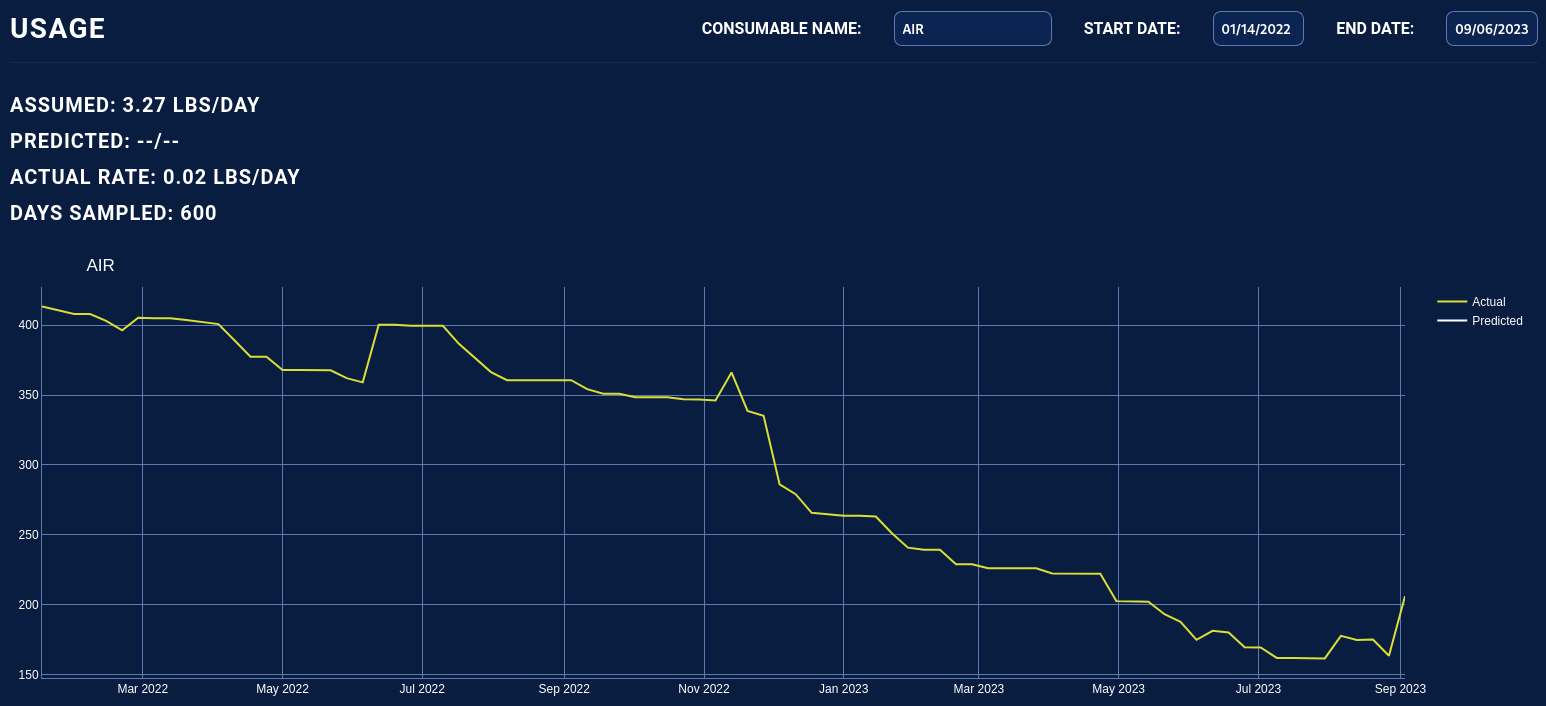 USAGE
CONSUMABLE NAME: AIR START DATE: 01/14/2022 END DATE: 09/06/2023
ASSUMED: 3.27 LBS/DAY
PREDICTED: --/--
ACTUAL RATE: 0.02 LBS/DAY
DAYS SAMPLED: 600
AIR
Actual
Predicted
400
350
300
250
200
150
Mar 2022 May 2022 Jul 2022 Sep 2022 Nov 2022 Jan 2023 Mar 2023 May 2023 Jul 2023 Sep 2023